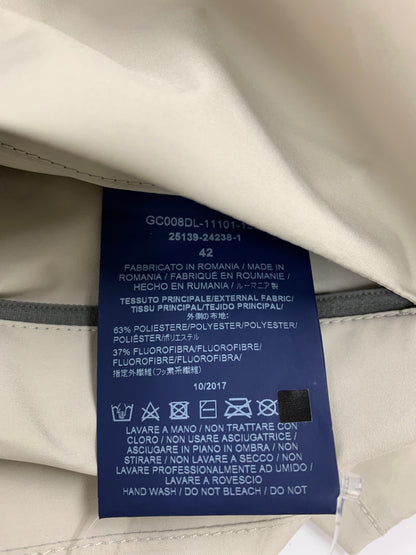 GC008DL-11101-1
25139-24238-1
42
FABBRICATO IN ROMANIA / MADE IN
ROMANIA / FABRIQUÉ EN ROUMANIE /
HECHO EN RUMANIA / ルーマニア製
TESSUTO PRINCIPALE/EXTERNAL FABRIC/
TISSU PRINCIPAL/TEJIDO PRINCIPAL/
外側の布地:
63% POLIESTERE/POLYESTER/POLYESTER/
POLIÉSTER/ポリエステル
37% FLUOROFIBRA/FLUOROFIBRE/
FLUOROFIBRE/FLUOROFIBRA/
指定外繊維(フッ素系繊維)
10/2017
LAVARE A MANO / NON TRATTARE CON
CLORO / NON USARE ASCIUGATRICE /
ASCIUGARE IN PIANO IN OMBRA / NON
STIRARE / NON LAVARE A SECCO /
LAVARE PROFESSIONALMENTE AD UMIDO /
LAVARE A ROVESCIO
HAND WASH / DO NOT BLEACH / DO NOT